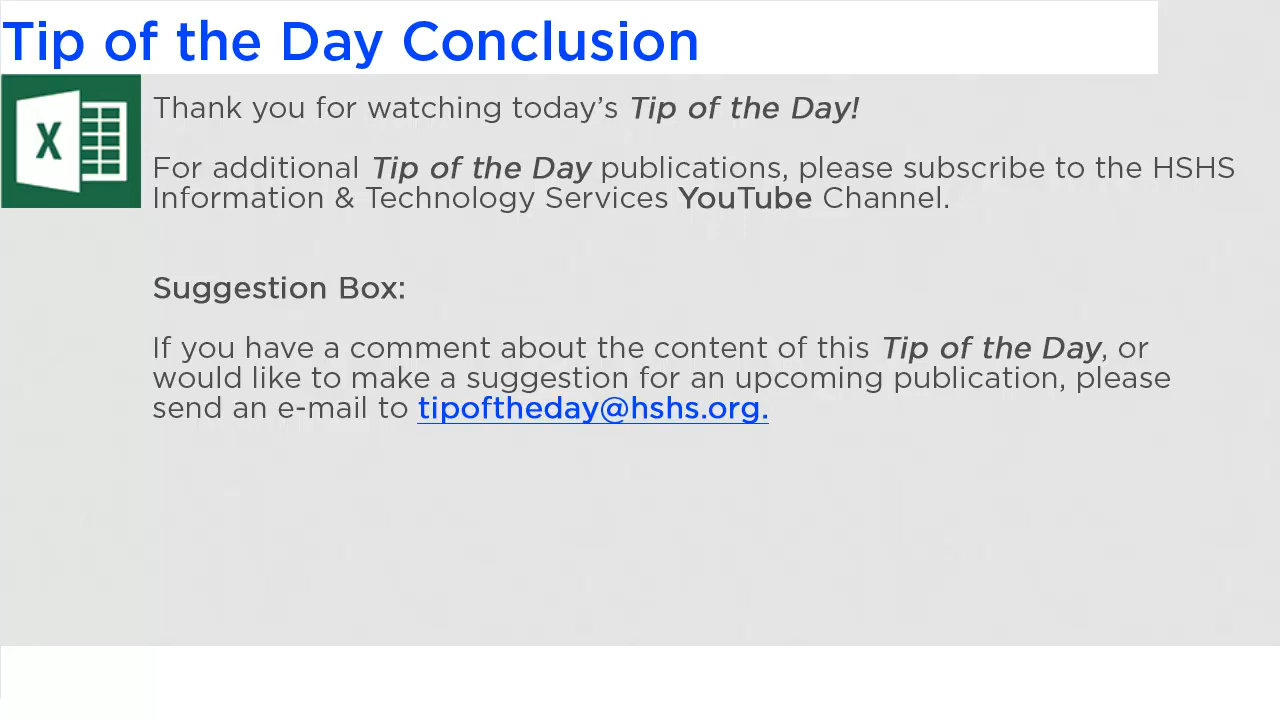 Tip of the Day Conclusion
X
Thank you for watching today’s Tip of the Day!
For additional Tip of the Day publications, please subscribe to the HSHS
Information & Technology Services YouTube Channel.
Suggestion Box:
If you have a comment about the content of this Tip of the Day, or
would like to make a suggestion for an upcoming publication, please
send an e-mail to tipoftheday@hshs.org.